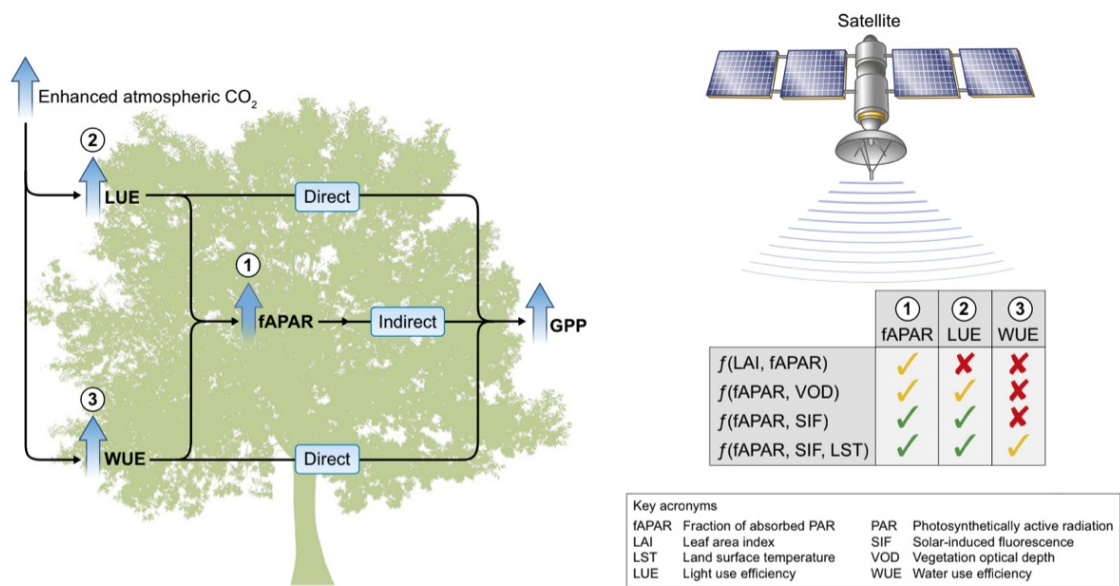 Enhanced atmospheric CO₂
② LUE
Direct
① fAPAR
Indirect
GPP
③ WUE
Direct
Satellite
① ② ③
fAPAR LUE WUE
ƒ(LAI, fAPAR) ✓ ✘ ✘
ƒ(fAPAR, VOD) ✓ ✓ ✘
ƒ(fAPAR, SIF) ✓ ✓ ✘
ƒ(fAPAR, SIF, LST) ✓ ✓ ✓
Key acronyms
fAPAR Fraction of absorbed PAR PAR Photosynthetically active radiation
LAI Leaf area index SIF Solar-induced fluorescence
LST Land surface temperature VOD Vegetation optical depth
LUE Light use efficiency WUE Water use efficiency